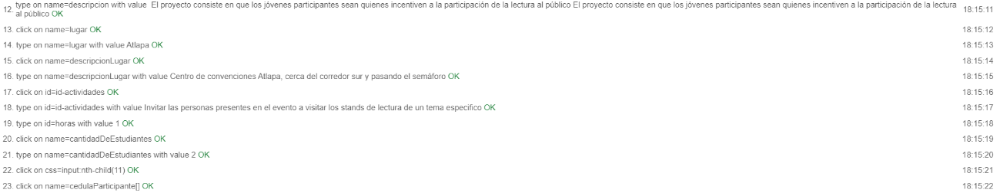 12. type on name=descripcion with value El proyecto consiste en que los jóvenes participantes sean quienes incentiven a la participación de la lectura al público El proyecto consiste en que los jóvenes participantes sean quienes incentiven a la participación de la lectura
al público OK 18:15:11
13. click on name=lugar OK 18:15:12
14. type on name=lugar with value Atlapa OK 18:15:13
15. click on name=descripcionLugar OK 18:15:14
16. type on name=descripcionLugar with value Centro de convenciones Atlapa, cerca del corredor sur y pasando el semáforo OK 18:15:15
17. click on id=id-actividades OK 18:15:16
18. type on id=id-actividades with value Invitar las personas presentes en el evento a visitar los stands de lectura de un tema especifico OK 18:15:17
19. type on id=horas with value 1 OK 18:15:18
20. click on name=cantidadDeEstudiantes OK 18:15:19
21. type on name=cantidadDeEstudiantes with value 2 OK 18:15:20
22. click on css=input:nth-child(11) OK 18:15:21
23. click on name=cedulaParticipante[] OK 18:15:22